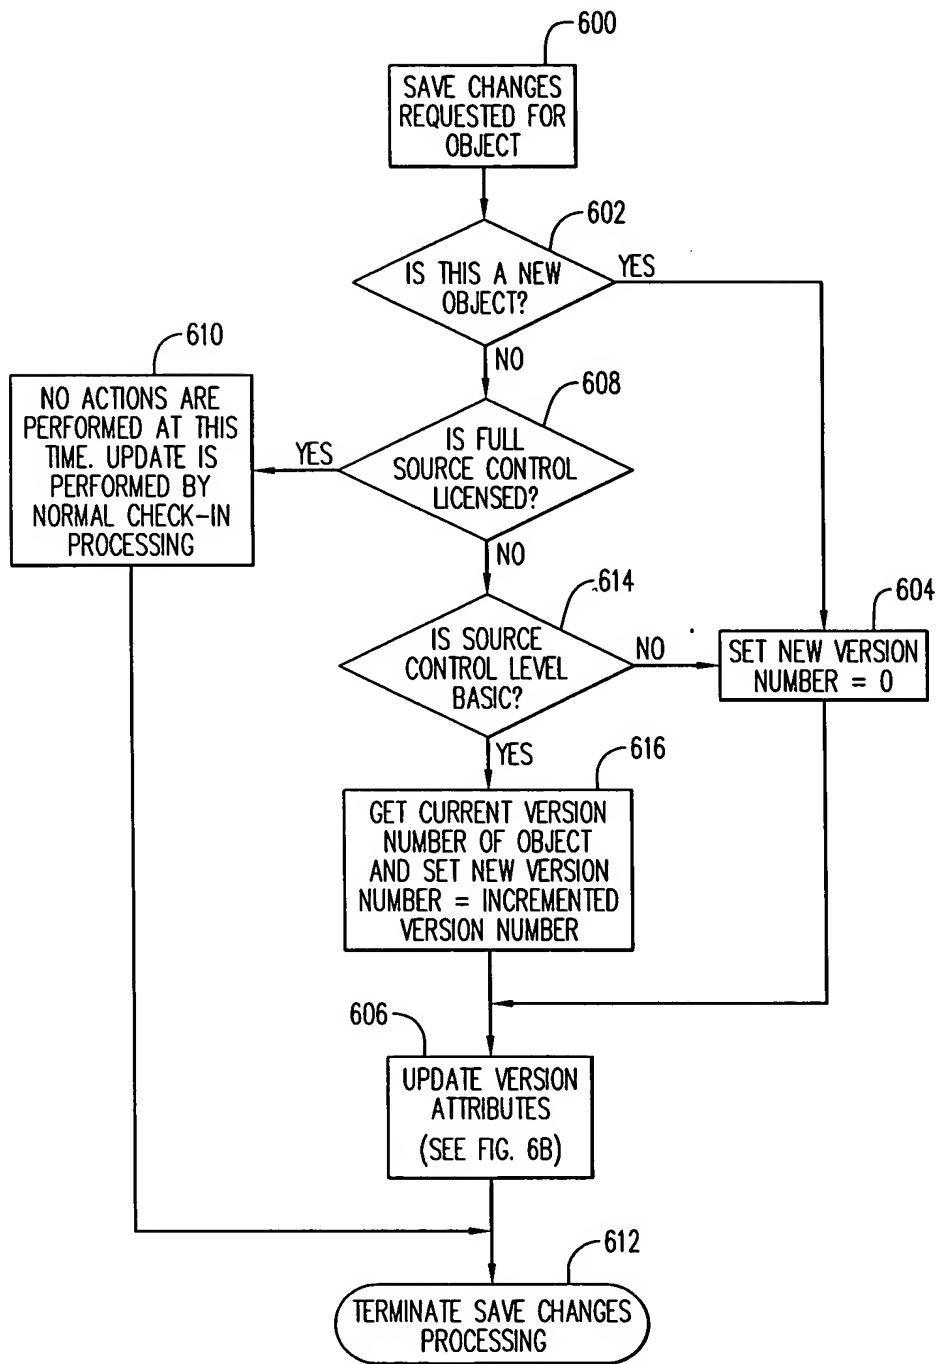 600
SAVE CHANGES
REQUESTED FOR
OBJECT
602
IS THIS A NEW
OBJECT?
YES
NO
610
NO ACTIONS ARE
PERFORMED AT THIS
TIME. UPDATE IS
PERFORMED BY
NORMAL CHECK-IN
PROCESSING
608
IS FULL
SOURCE CONTROL
LICENSED?
YES
NO
614
IS SOURCE
CONTROL LEVEL
BASIC?
NO
YES
604
SET NEW VERSION
NUMBER = 0
616
GET CURRENT VERSION
NUMBER OF OBJECT
AND SET NEW VERSION
NUMBER = INCREMENTED
VERSION NUMBER
606
UPDATE VERSION
ATTRIBUTES
(SEE FIG. 6B)
612
TERMINATE SAVE CHANGES
PROCESSING